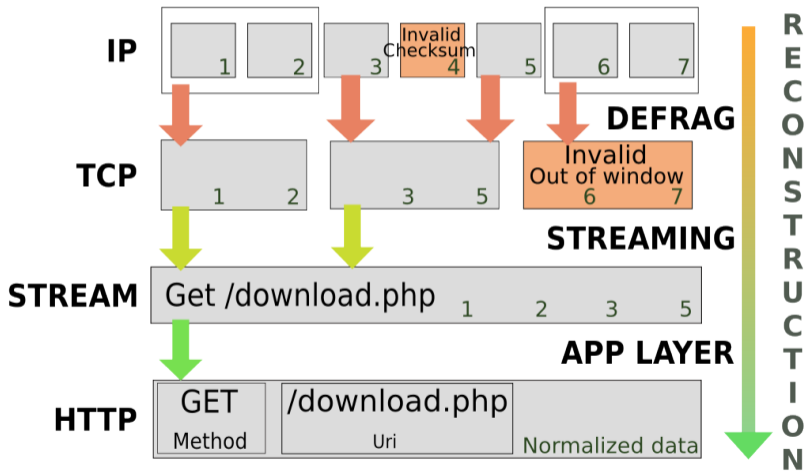 IP
1
2
3
Invalid
Checksum
4
5
6
7
DEFRAG
TCP
1
2
3
5
Invalid
Out of window
6
7
STREAMING
STREAM
Get /download.php
1
2
3
5
APP LAYER
HTTP
GET
Method
/download.php
Uri
Normalized data
RECONSTRUCTION